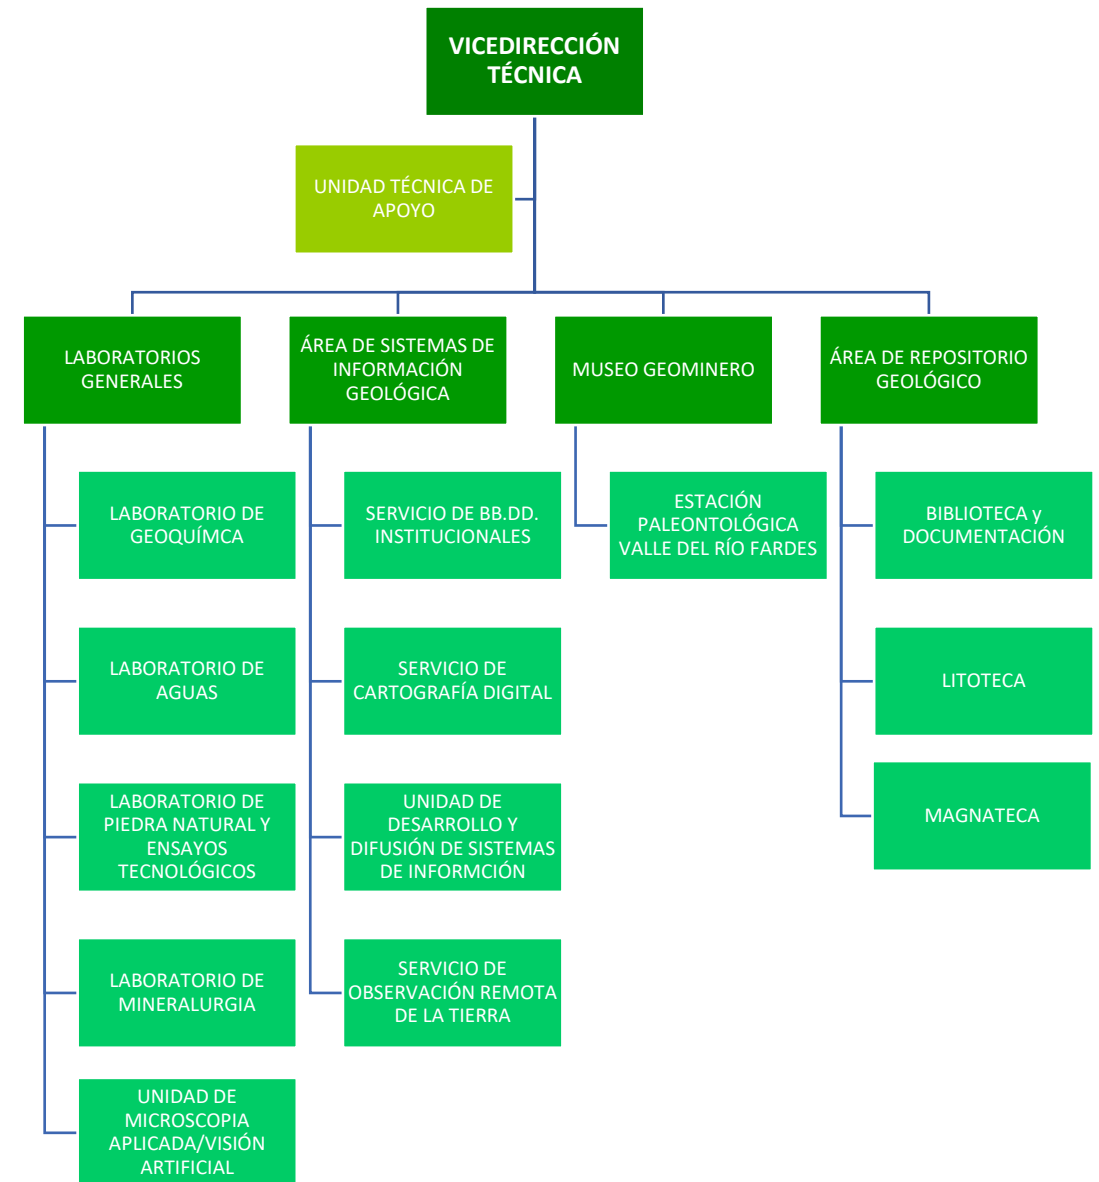 VICEDIRECCIÓN
TÉCNICA
UNIDAD TÉCNICA DE
APOYO
LABORATORIOS
GENERALES
ÁREA DE SISTEMAS DE
INFORMACIÓN
GEOLÓGICA
MUSEO GEOMINERO
ÁREA DE REPOSITORIO
GEOLÓGICO
LABORATORIO DE
GEOQUÍMCA
LABORATORIO DE
AGUAS
LABORATORIO DE
PIEDRA NATURAL Y
ENSAYOS
TECNOLÓGICOS
LABORATORIO DE
MINERALURGIA
UNIDAD DE
MICROSCOPIA
APLICADA/VISIÓN
ARTIFICIAL
SERVICIO DE BB.DD.
INSTITUCIONALES
SERVICIO DE
CARTOGRAFÍA DIGITAL
UNIDAD DE
DESARROLLO Y
DIFUSIÓN DE SISTEMAS
DE INFORMCIÓN
SERVICIO DE
OBSERVACIÓN REMOTA
DE LA TIERRA
ESTACIÓN
PALEONTOLÓGICA
VALLE DEL RÍO FARDES
BIBLIOTECA y
DOCUMENTACIÓN
LITOTECA
MAGNATECA